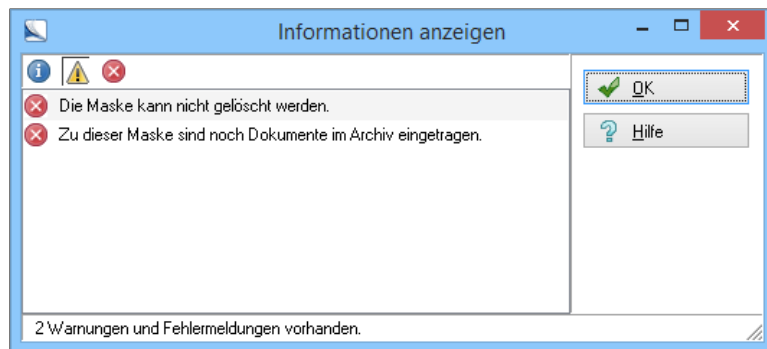 Informationen anzeigen
Die Maske kann nicht gelöscht werden.
Zu dieser Maske sind noch Dokumente im Archiv eingetragen.
OK
Hilfe
2 Warnungen und Fehlermeldungen vorhanden.